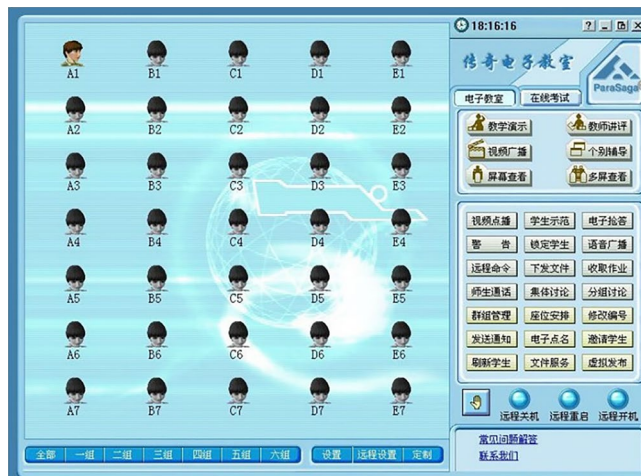 18:16:16
传奇电子教室
ParaSaga
电子教室 在线考试
教学演示 教师讲评
视频广播 个别辅导
屏幕查看 多屏查看
视频点播 学生示范 电子抢答
警 告 锁定学生 语音广播
远程命令 下发文件 收取作业
师生通话 集体讨论 分组讨论
群组管理 座位安排 修改编号
发送通知 电子点名 邀请学生
刷新学生 文件服务 虚拟发布
远程关机 远程重启 远程开机
常见问题解答
联系我们
A1 B1 C1 D1 E1
A2 B2 C2 D2 E2
A3 B3 C3 D3 E3
A4 B4 C4 D4 E4
A5 B5 C5 D5 E5
A6 B6 C6 D6 E6
A7 B7 C7 D7 E7
全部 一组 二组 三组 四组 五组 六组 设置 远程设置 定制